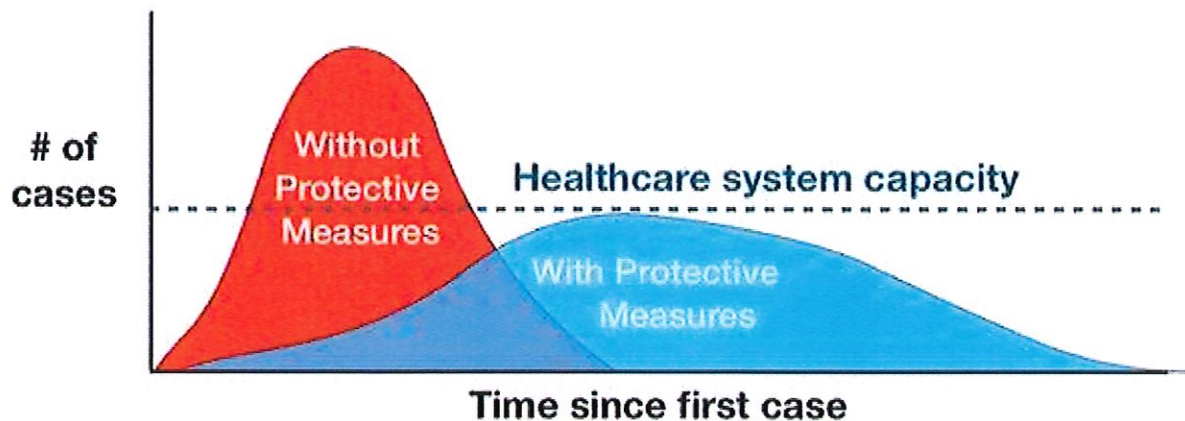 # of
cases
Without
Protective
Measures
Healthcare system capacity
With Protective
Measures
Time since first case